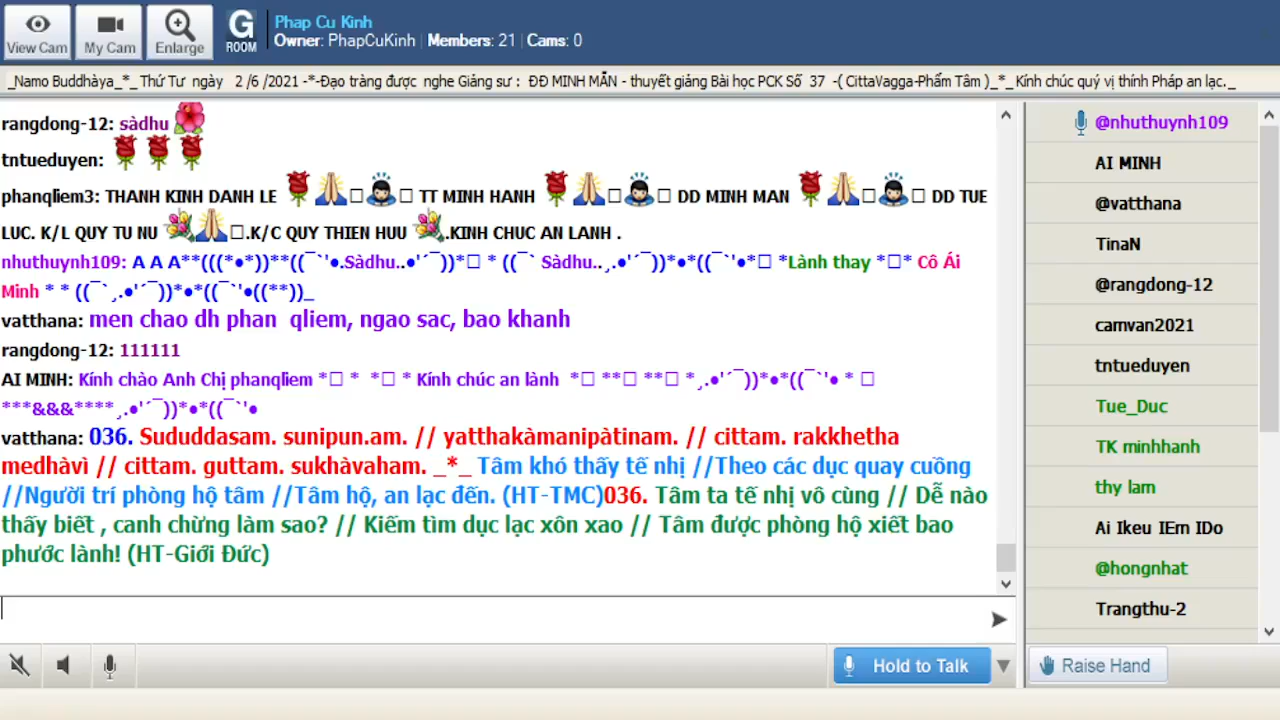 View Cam My Cam Enlarge G ROOM
Phap Cu Kinh
Owner: PhapCuKinh | Members: 21 | Cams: 0
_Namo Buddhàya_*_ Thứ Tư ngày 2 /6 /2021 -*-Đạo tràng được nghe Giảng sư : ĐĐ MINH MẪN - thuyết giảng Bài học PCK Số 37 -( CittaVagga-Phẩm Tâm )_*_ Kính chúc quý vị thính Pháp an lạc._
rangdong-12: sàdhu 🌺
tntueduyen: 🌹🌹🌹
phanqliem3: THANH KINH DANH LE 🌹🙏🏼□🙇🏻□ TT MINH HANH 🌹🙏🏼□🙇🏻□ DD MINH MAN 🌹🙏🏼□🙇🏻□ DD TUE
LUC. K/L QUY TU NU 💐🙏🏼□.K/C QUY THIEN HUU 💐.KINH CHUC AN LANH .
nhuthuynh109: A A A**(((*•*))**((¯`'•.Sàdhu..•'´¯))*□ * ((¯` Sàdhu..¸.•'´¯))*•*((¯`'•*□ *Lành thay *□* Cô Ái
Minh * * ((¯`¸.•'´¯))*•*((¯`'•((**))_
vatthana: men chao dh phan qliem, ngao sac, bao khanh
rangdong-12: 111111
AI MINH: Kính chào Anh Chị phanqliem *□ * *□ * Kính chúc an lành *□ **□ **□ *¸.•'´¯))*•*((¯`'• * □
***&&&****¸.•'´¯))*•*((¯`'•
vatthana: 036. Sududdasam. sunipun.am. // yatthakàmanipàtinam. // cittam. rakkhetha
medhàvì // cittam. guttam. sukhàvaham. _*_ Tâm khó thấy tế nhị //Theo các dục quay cuồng
//Người trí phòng hộ tâm //Tâm hộ, an lạc đến. (HT-TMC)036. Tâm ta tế nhị vô cùng // Dễ nào
thấy biết , canh chừng làm sao? // Kiếm tìm dục lạc xôn xao // Tâm được phòng hộ xiết bao
phước lành! (HT-Giới Đức)
@nhuthuynh109
AI MINH
@vatthana
TinaN
@rangdong-12
camvan2021
tntueduyen
Tue_Duc
TK minhhanh
thy lam
Ai Ikeu IEm IDo
@hongnhat
Trangthu-2
Hold to Talk
Raise Hand